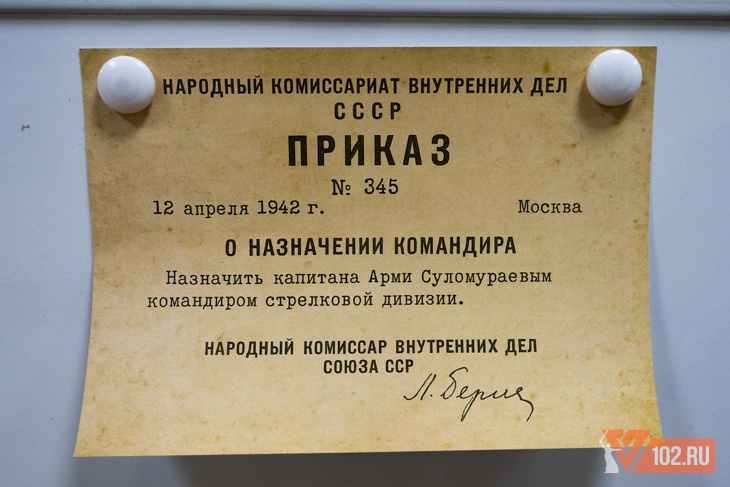 НАРОДНЫЙ КОМИССАРИАТ ВНУТРЕННИХ ДЕЛ
СССР
ПРИКАЗ
№ 345
12 апреля 1942 г. Москва
О НАЗНАЧЕНИИ КОМАНДИРА
Назначить капитана Арми Суломураевым
командиром стрелковой дивизии.
НАРОДНЫЙ КОМИССАР ВНУТРЕННИХ ДЕЛ
СОЮЗА ССР
Л. Берия
102.RU